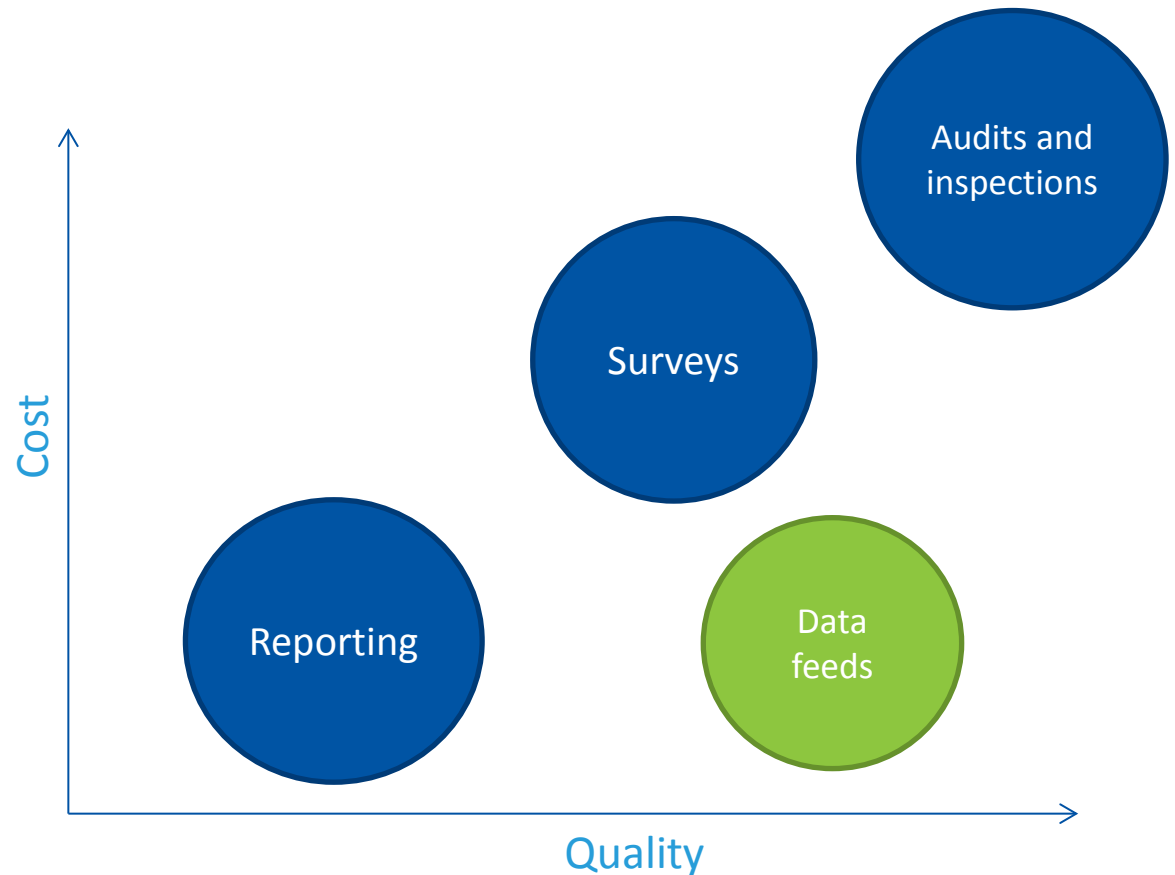 Audits and
inspections
Surveys
Cost
Reporting
Data
feeds
Quality